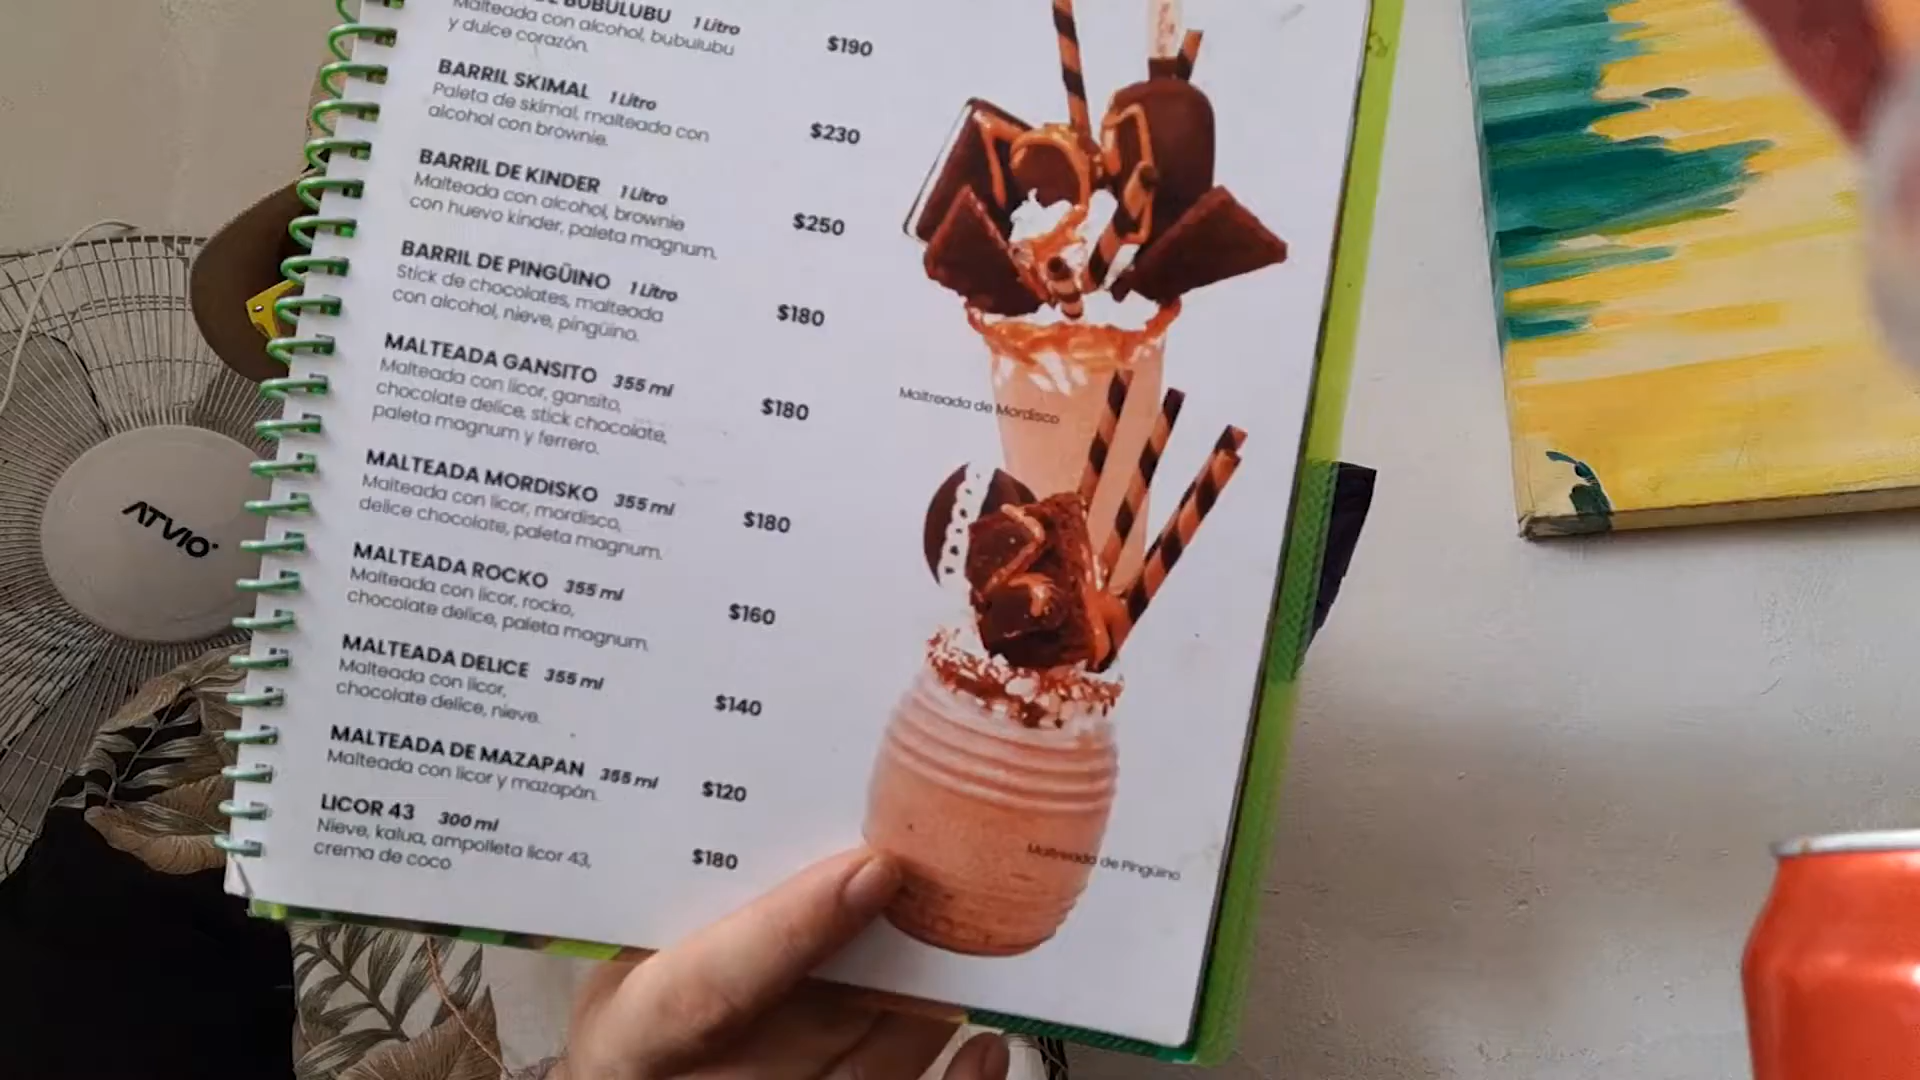 BUBULUBU 1 Litro
Malteada con alcohol, bubulubu
y dulce corazón.
$190
BARRIL SKIMAL 1 Litro
Paleta de skimal, malteada con
alcohol con brownie.
$230
BARRIL DE KINDER 1 Litro
Malteada con alcohol, brownie
con huevo kinder, paleta magnum.
$250
BARRIL DE PINGÜINO 1 Litro
Stick de chocolates, malteada
con alcohol, nieve, pingüino.
$180
MALTEADA GANSITO 355 ml
Malteada con licor, gansito,
chocolate delice, stick chocolate,
paleta magnum y ferrero.
$180
MALTEADA MORDISKO 355 ml
Malteada con licor, mordisco,
delice chocolate, paleta magnum.
$180
MALTEADA ROCKO 355 ml
Malteada con licor, rocko,
chocolate delice, paleta magnum.
$160
MALTEADA DELICE 355 ml
Malteada con licor,
chocolate delice, nieve.
$140
MALTEADA DE MAZAPAN 355 ml
Malteada con licor y mazapán.
$120
LICOR 43 300 ml
Nieve, kalua, ampolleta licor 43,
crema de coco
$180
Maltreada de Mordisco
Maltreada de Pingüino
ATVIO